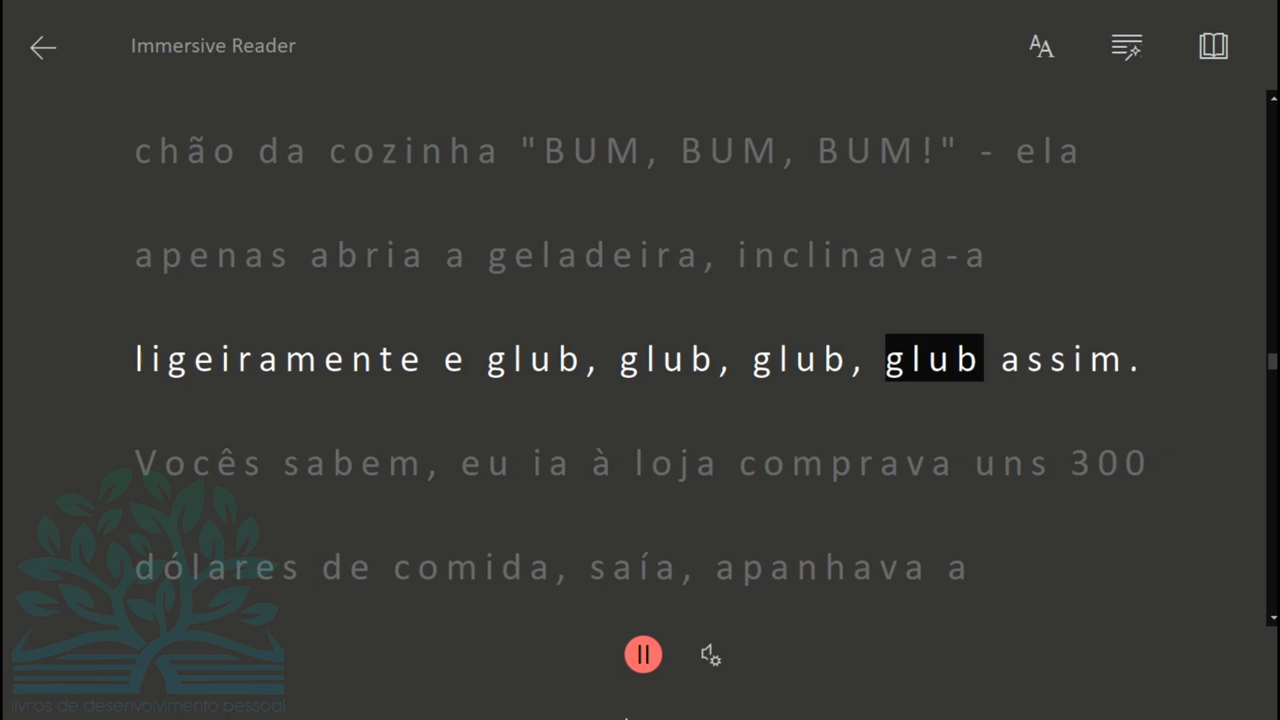 Immersive Reader
chão da cozinha "BUM, BUM, BUM!" - ela
apenas abria a geladeira, inclinava-a
ligeiramente e glub, glub, glub, glub assim.
Vocês sabem, eu ia à loja comprava uns 300
dólares de comida, saía, apanhava a
livros de desenvolvimento pessoal